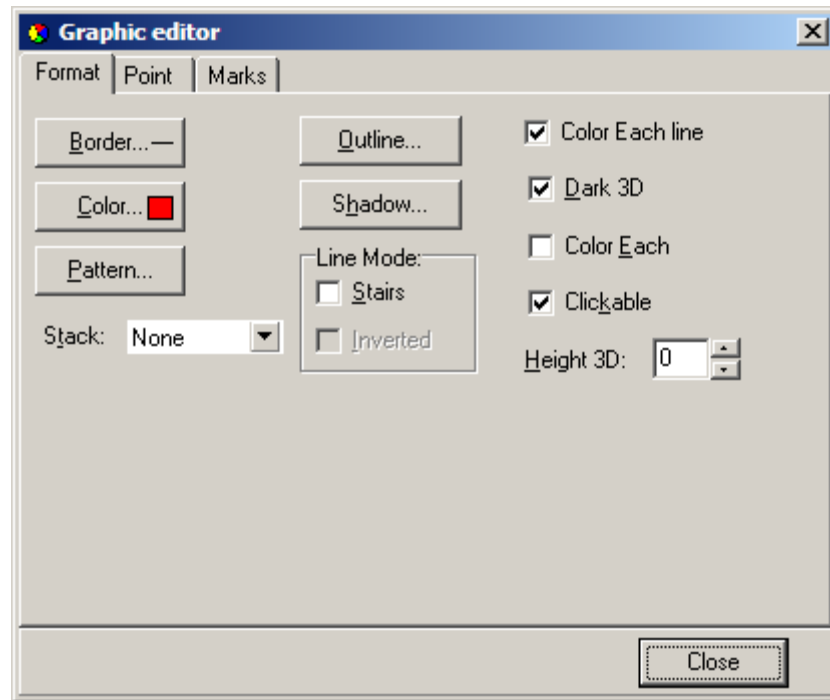 Graphic editor
Format Point Marks
Border...
Outline...
Color Each line
Color...
Shadow...
Dark 3D
Pattern...
Line Mode:
Color Each
Stairs
Clickable
Stack: None
Inverted
Height 3D: 0
Close